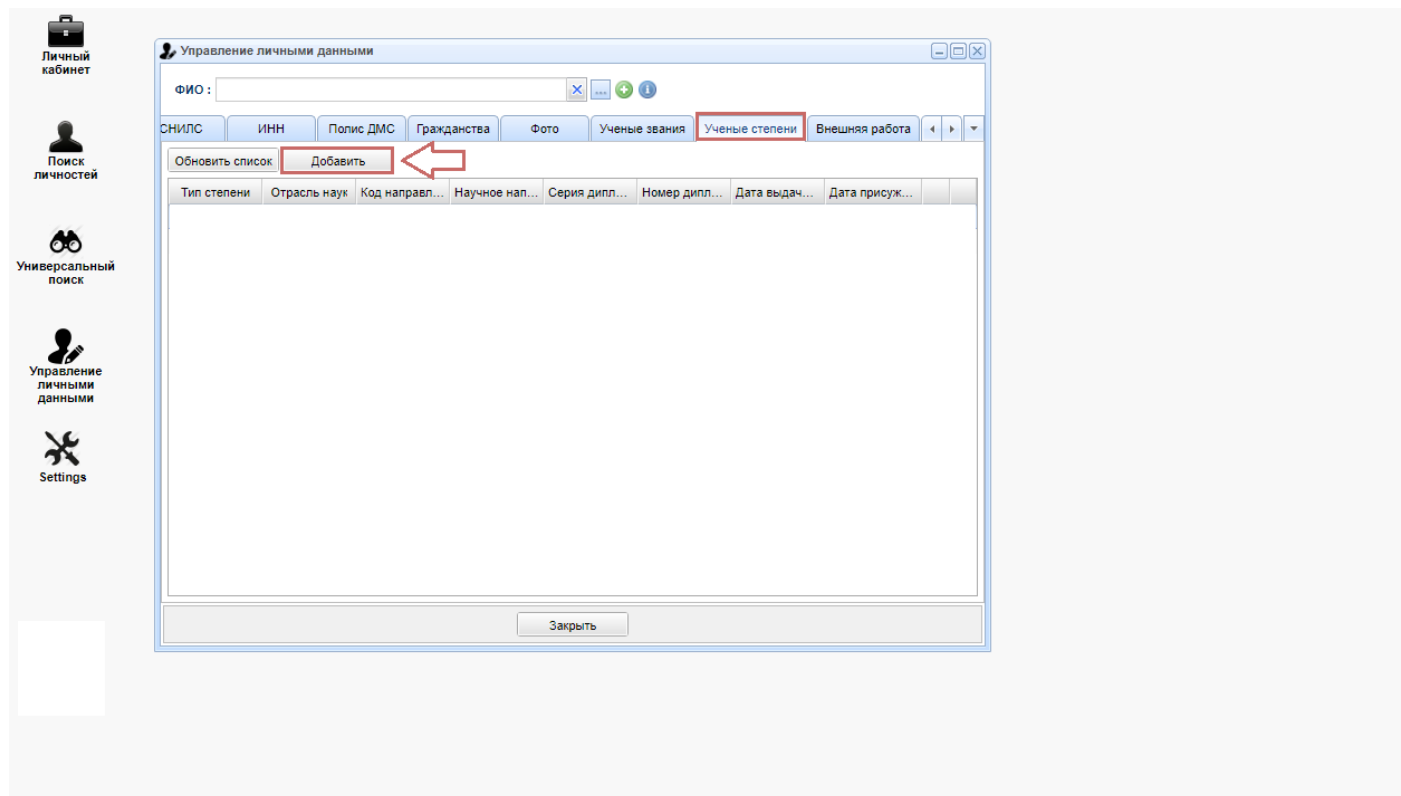 Личный
кабинет
Поиск
личностей
Универсальный
поиск
Управление
личными
данными
Settings
Управление личными данными
ФИО :
...
СНИЛС ИНН Полис ДМС Гражданства Фото Ученые звания Ученые степени Внешняя работа
Обновить список Добавить
Тип степени Отрасль наук Код направл... Научное нап... Серия дипл... Номер дипл... Дата выдач... Дата присуж...
Закрыть